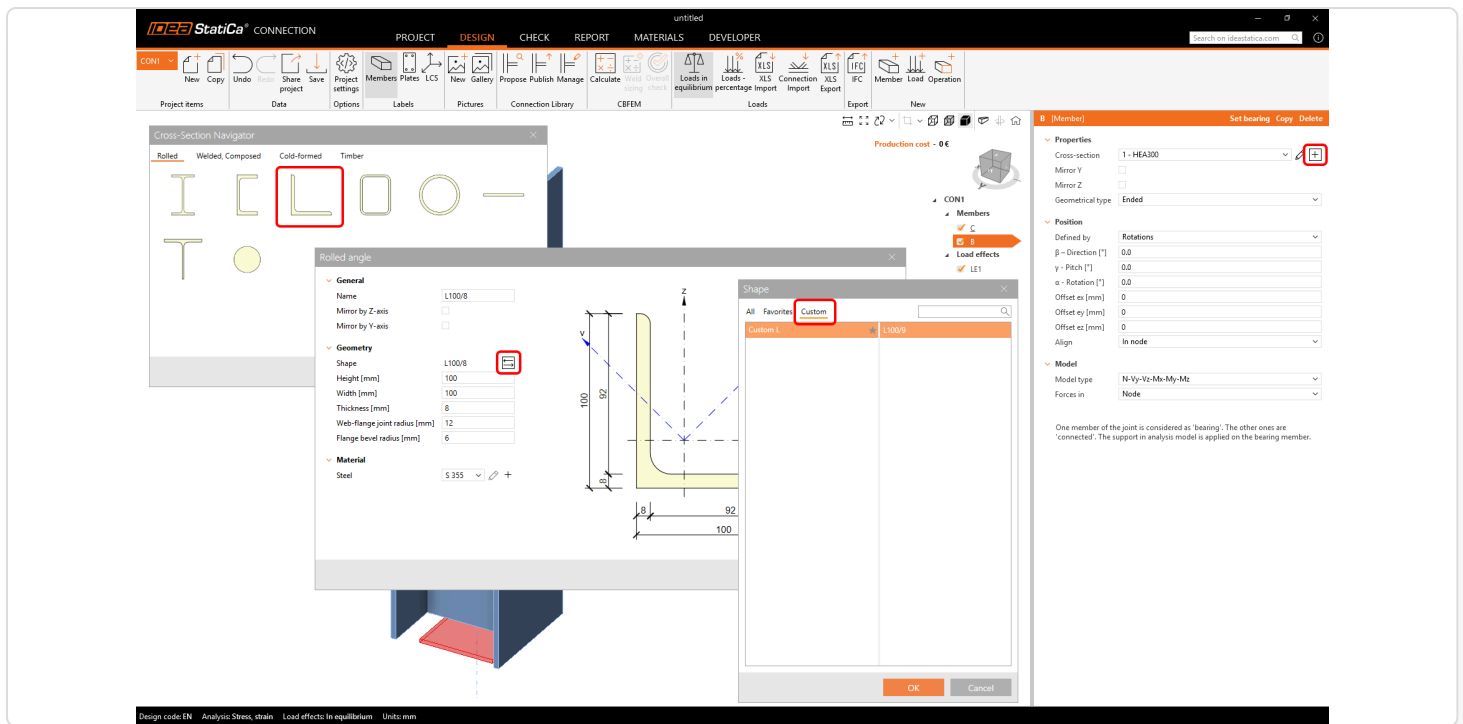 untitled
IDEA StatiCa® CONNECTION
PROJECT DESIGN CHECK REPORT MATERIALS DEVELOPER
Search on ideastatica.com
CON1
New Copy Undo Redo Share project Save Project settings Members Plates LCS New Gallery Propose Publish Manage Calculate Weld sizing Overall check Loads in equilibrium Loads - percentage XLS Import Connection Import XLS Export IFC Member Load Operation
Project items Data Options Labels Pictures Connection Library CBFEM Loads Export New
Production cost - 0 €
CON1
Members
C
B
Load effects
LE1
Cross-Section Navigator
Rolled Welded, Composed Cold-formed Timber
Rolled angle
General
Name L100/8
Mirror by Z-axis
Mirror by Y-axis
Geometry
Shape L100/8
Height [mm] 100
Width [mm] 100
Thickness [mm] 8
Web-flange joint radius [mm] 12
Flange bevel radius [mm] 6
Material
Steel S 355
z
v
100
92
8
8 92
100
Shape
All Favorites Custom
Custom L L100/9
OK Cancel
B [Member] Set bearing Copy Delete
Properties
Cross-section 1 - HEA300
Mirror Y
Mirror Z
Geometrical type Ended
Position
Defined by Rotations
β – Direction [°] 0.0
γ - Pitch [°] 0.0
α - Rotation [°] 0.0
Offset ex [mm] 0
Offset ey [mm] 0
Offset ez [mm] 0
Align In node
Model
Model type N-Vy-Vz-Mx-My-Mz
Forces in Node
One member of the joint is considered as 'bearing'. The other ones are
'connected'. The support in analysis model is applied on the bearing member.
Design code: EN Analysis: Stress, strain Load effects: In equilibrium Units: mm